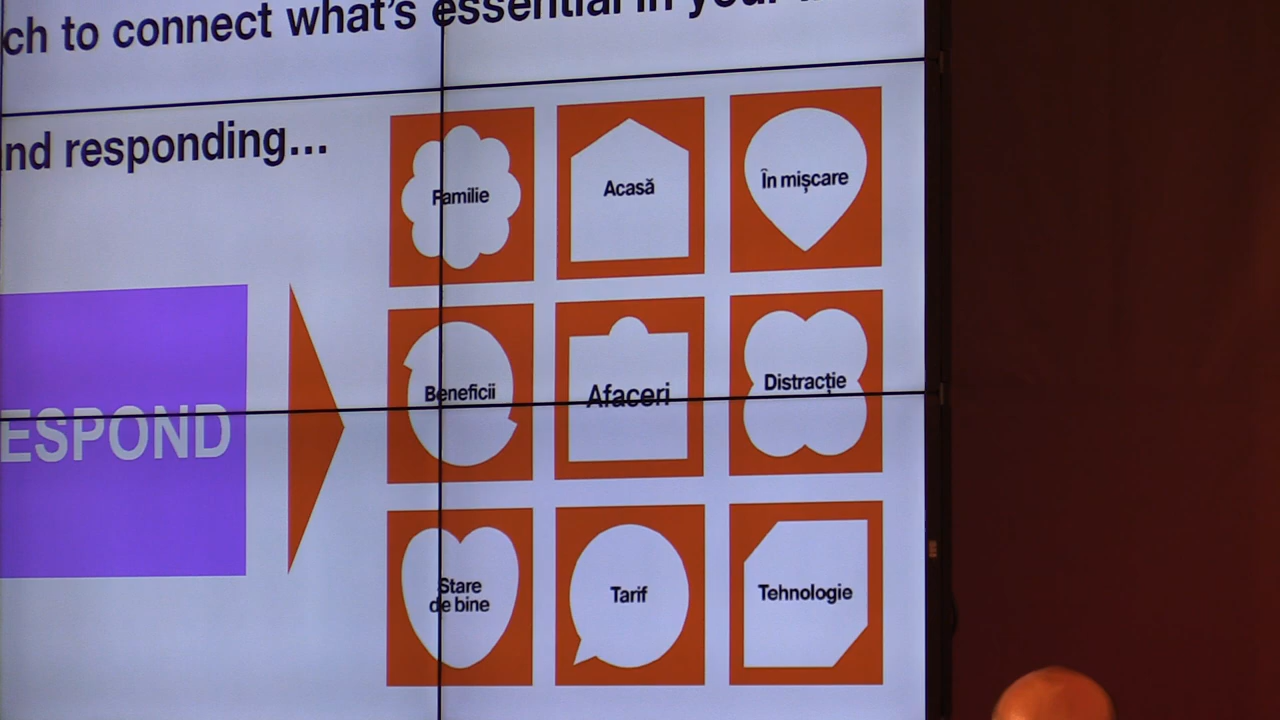 ch to connect what's essential in your
nd responding...
Familie
Acasă
În mișcare
ESPOND
Beneficii
Afaceri
Distracție
Stare
de bine
Tarif
Tehnologie